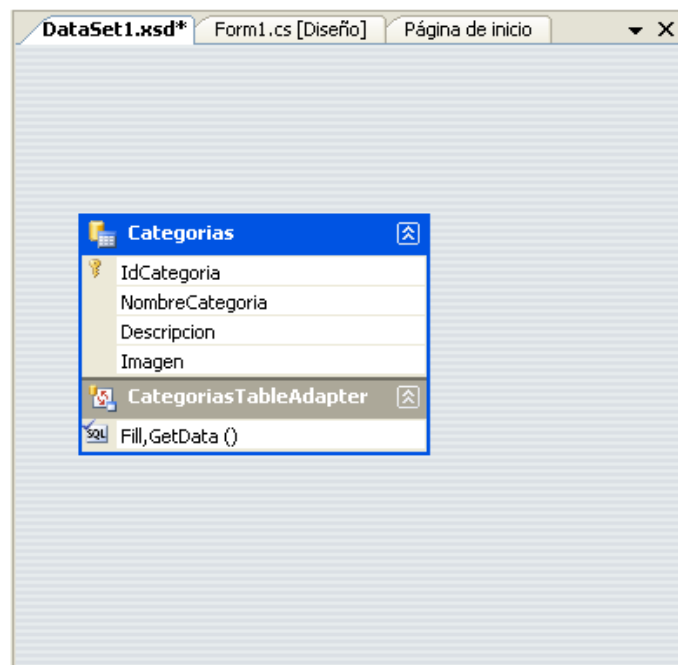 DataSet1.xsd* Form1.cs [Diseño] Página de inicio
Categorias
IdCategoria
NombreCategoria
Descripcion
Imagen
CategoriasTableAdapter
SQL Fill,GetData ()